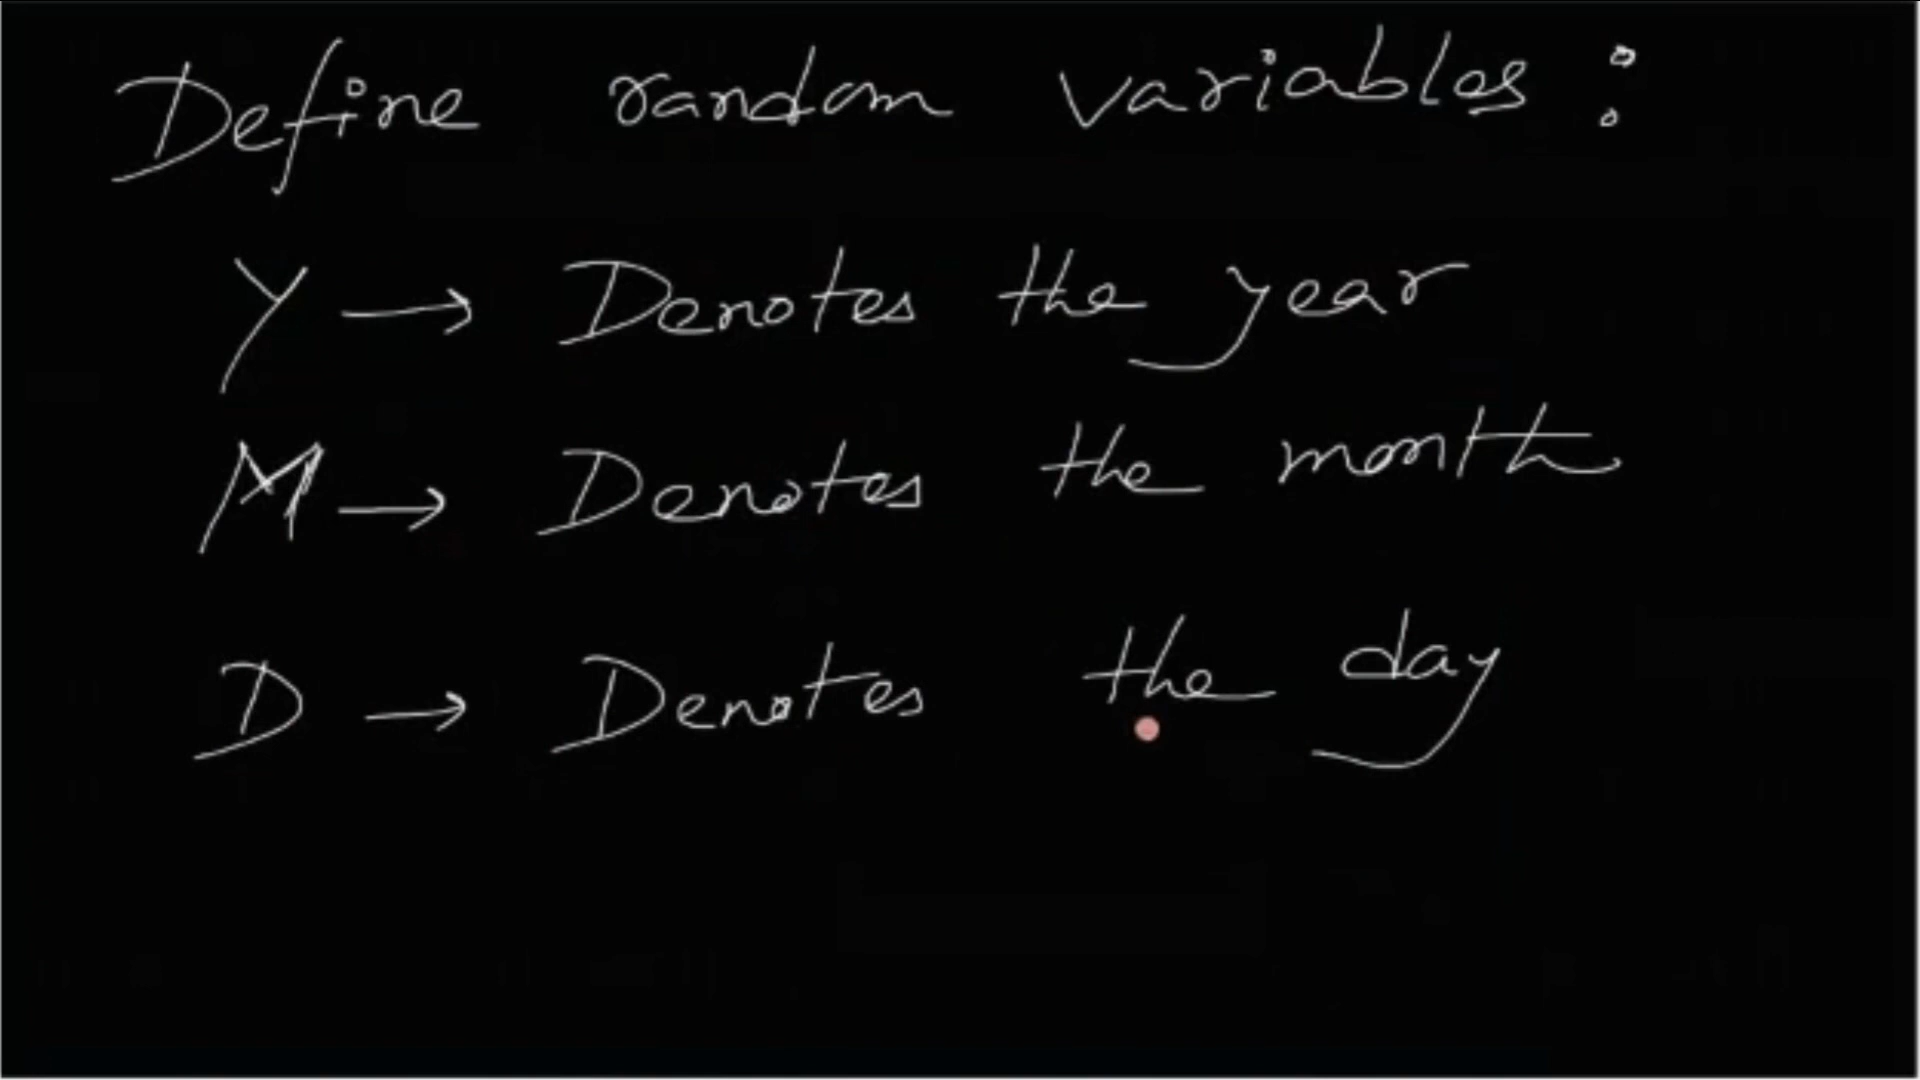 Define random variables :
Y → Denotes the year
M → Denotes the month
D → Denotes the day